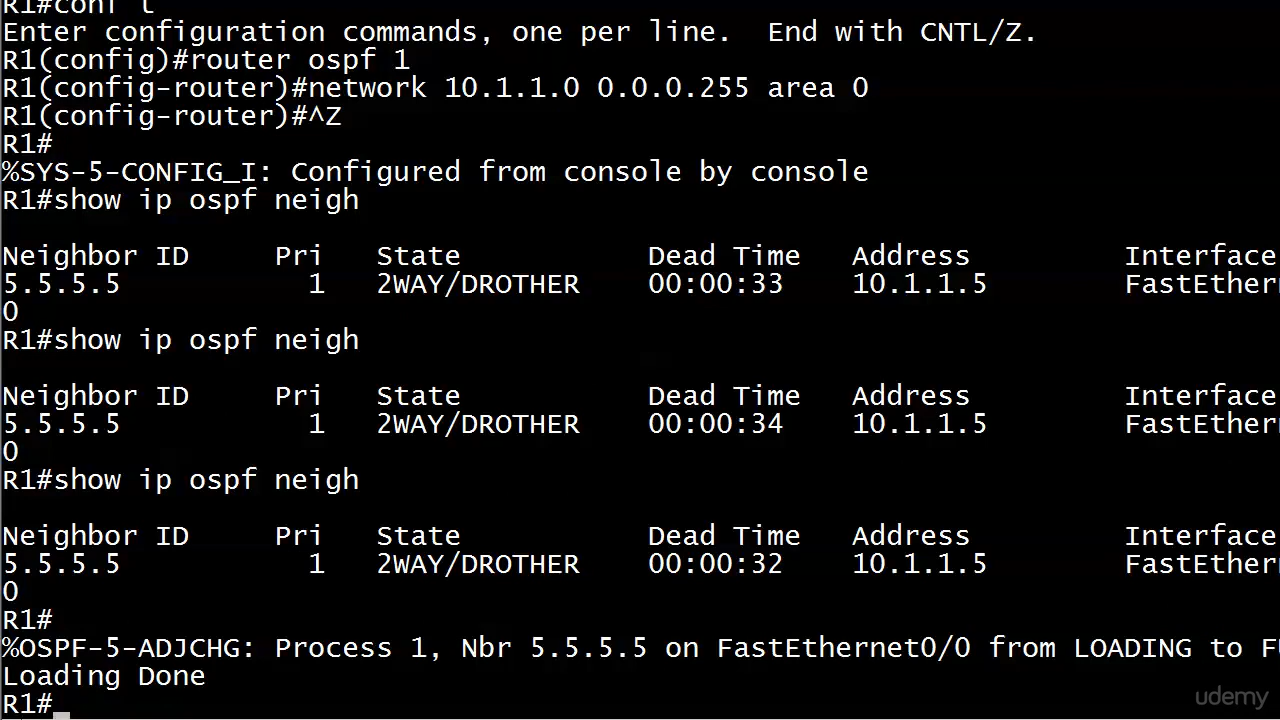 R1#conf t
Enter configuration commands, one per line.  End with CNTL/Z.
R1(config)#router ospf 1
R1(config-router)#network 10.1.1.0 0.0.0.255 area 0
R1(config-router)#^Z
R1#
%SYS-5-CONFIG_I: Configured from console by console
R1#show ip ospf neigh
Neighbor ID     Pri   State           Dead Time   Address         Interface
5.5.5.5           1   2WAY/DROTHER    00:00:33    10.1.1.5        FastEther
0
R1#show ip ospf neigh
Neighbor ID     Pri   State           Dead Time   Address         Interface
5.5.5.5           1   2WAY/DROTHER    00:00:34    10.1.1.5        FastEther
0
R1#show ip ospf neigh
Neighbor ID     Pri   State           Dead Time   Address         Interface
5.5.5.5           1   2WAY/DROTHER    00:00:32    10.1.1.5        FastEther
0
R1#
%OSPF-5-ADJCHG: Process 1, Nbr 5.5.5.5 on FastEthernet0/0 from LOADING to F
Loading Done
R1#
udemy